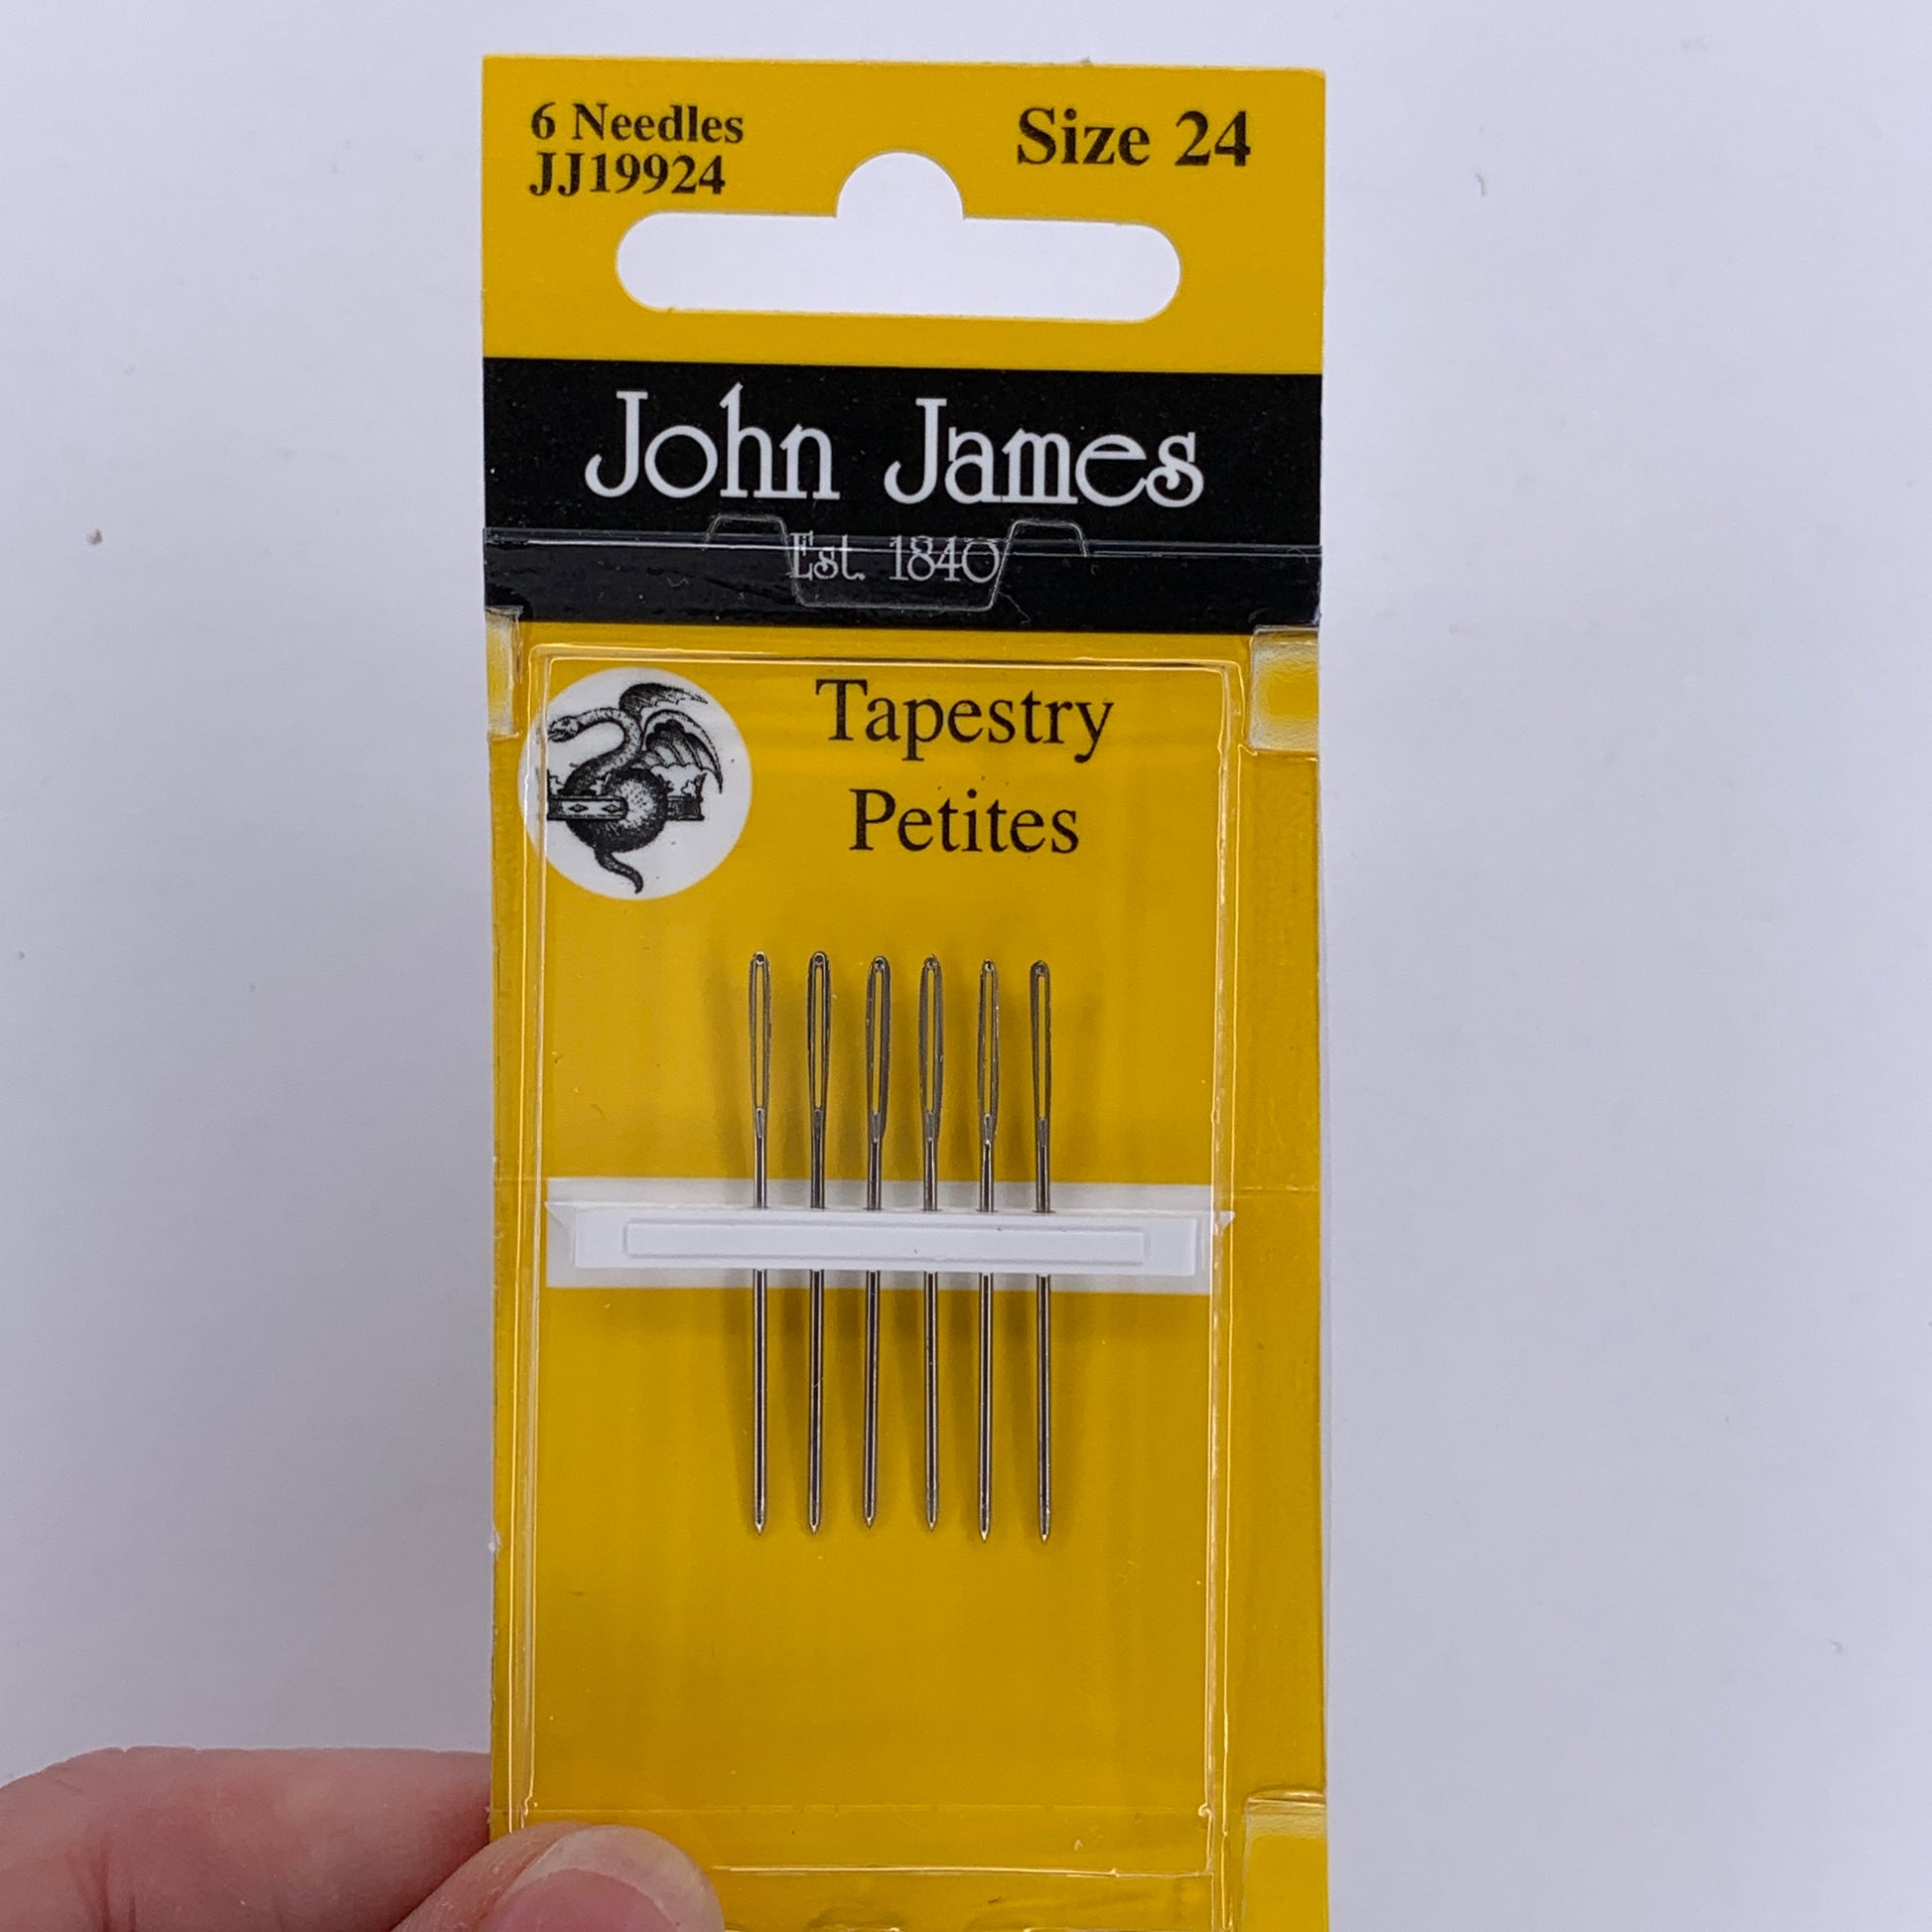 6 Needles
JJ19924
Size 24
John James
Est. 1840
Tapestry
Petites